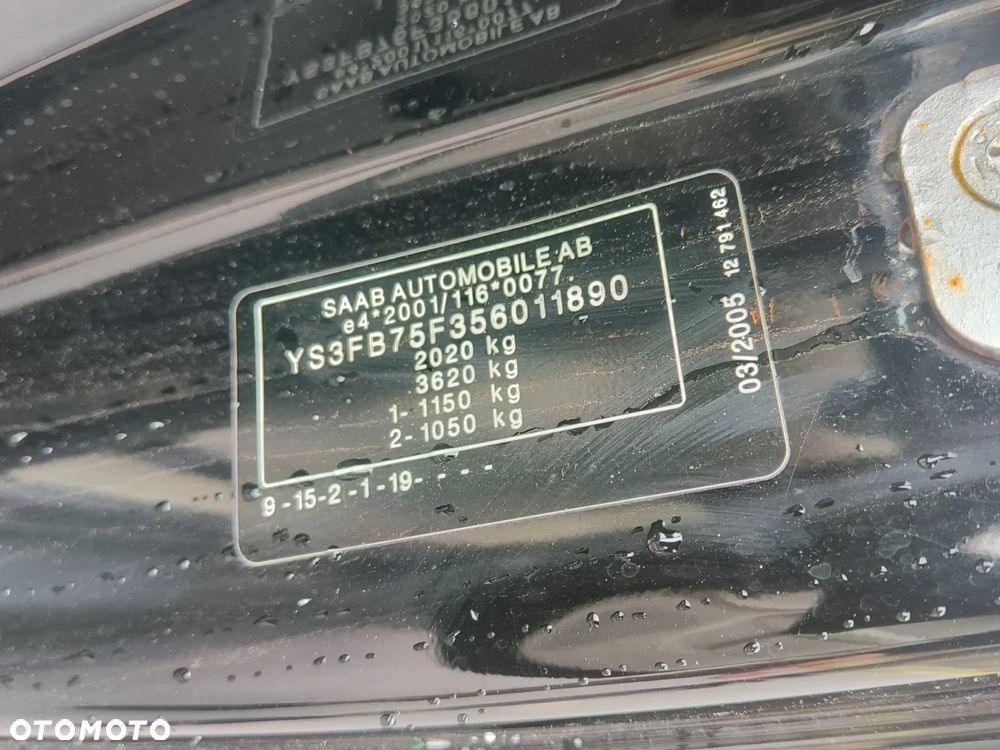 SAAB AUTOMOBILE AB
e4*2001/116*0077.
YS3FB75F356011890
2020 kg
3620 kg
1- 1150 kg
2- 1050 kg
9 -15-2 -1 -19- - - - -
03/2005 12 791 462
OTOMOTO